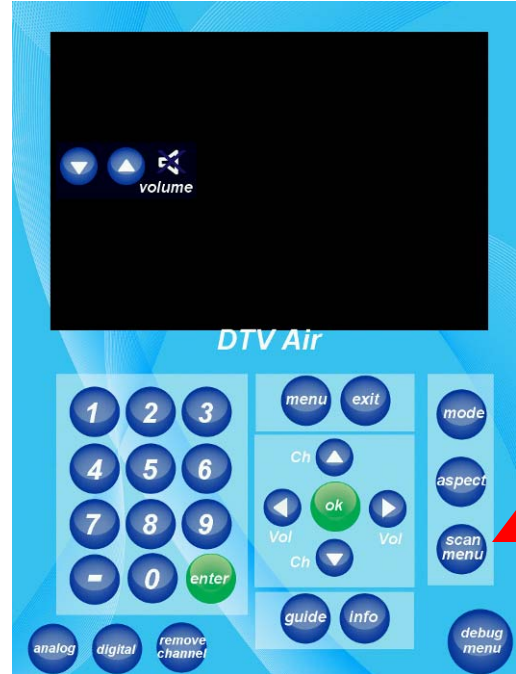 volume
DTV Air
1 2 3
4 5 6
7 8 9
- 0 enter
menu exit
Ch
ok
Vol Vol
Ch
guide info
mode
aspect
scan
menu
analog digital remove
channel
debug
menu